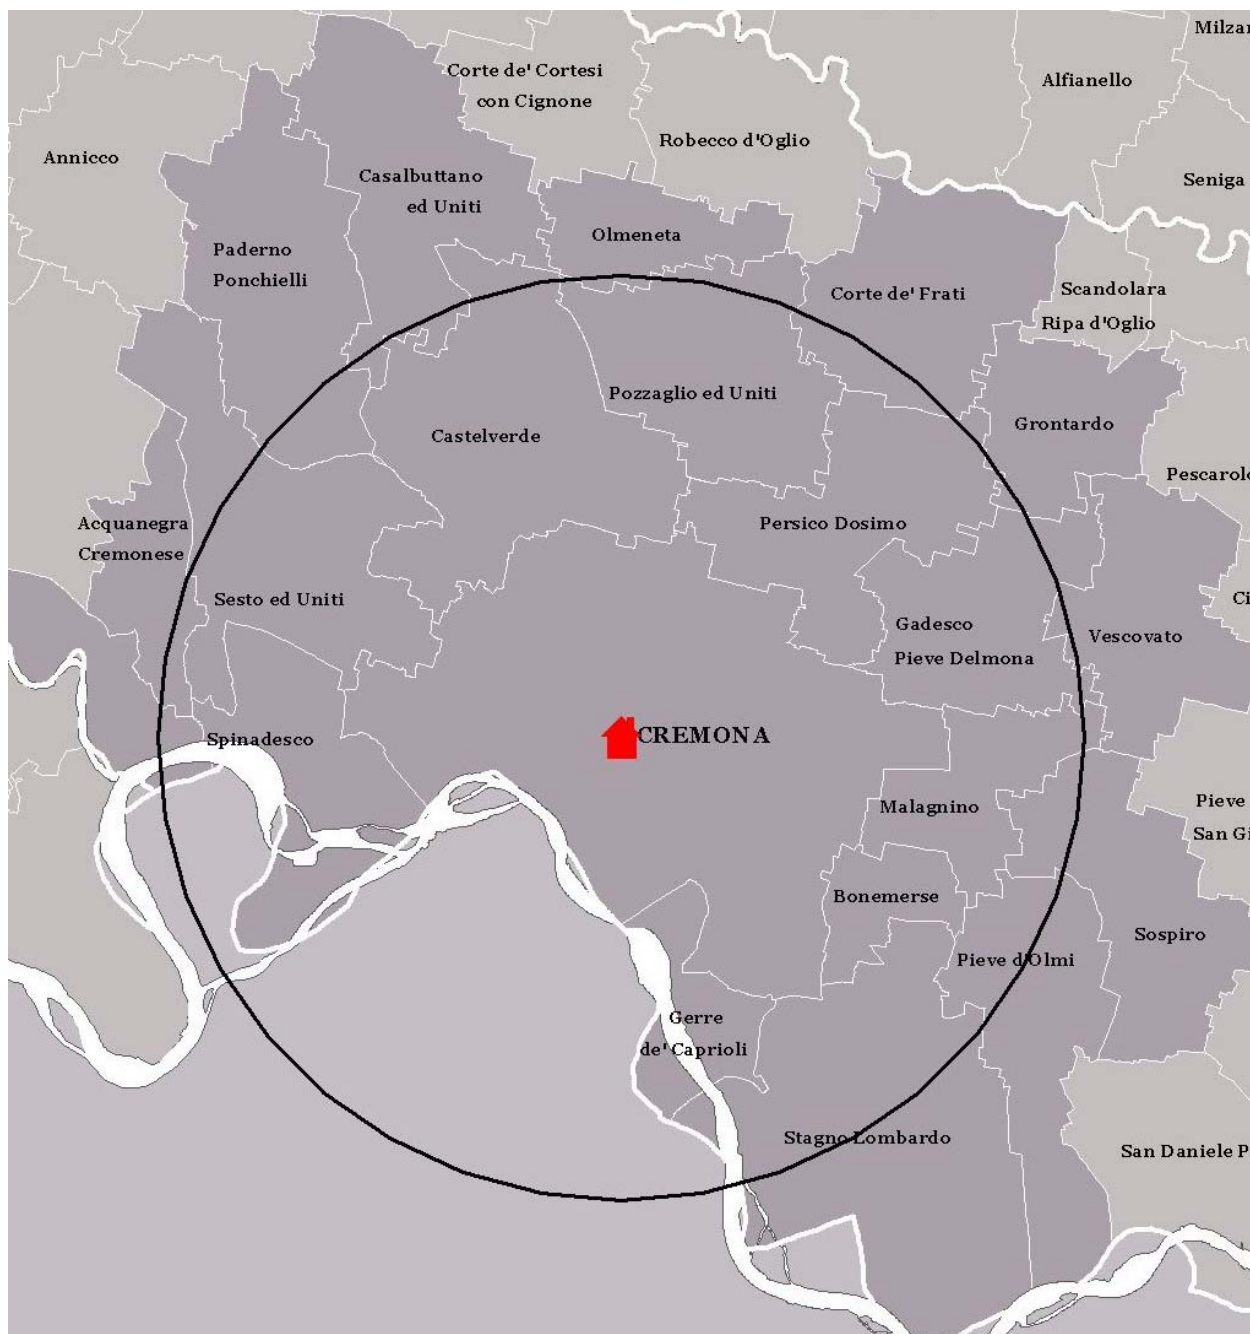 Milzan
Corte de' Cortesi
con Cignone
Alfianello
Robecco d'Oglio
Annicco
Casalbuttano
ed Uniti
Seniga
Olmeneta
Paderno
Ponchielli
Corte de' Frati
Scandolara
Ripa d'Oglio
Pozzaglio ed Uniti
Castelverde
Grontardo
Pescarolo
Acquanegra
Cremonese
Persico Dosimo
Sesto ed Uniti
Ci
Gadesco
Pieve Delmona
Vescovato
Spinadesco
CREMONA
Malagnino
Pieve
San Gi
Bonemerse
Sospiro
Pieve d'Olmi
Gerre
de' Caprioli
Stagno Lombardo
San Daniele P